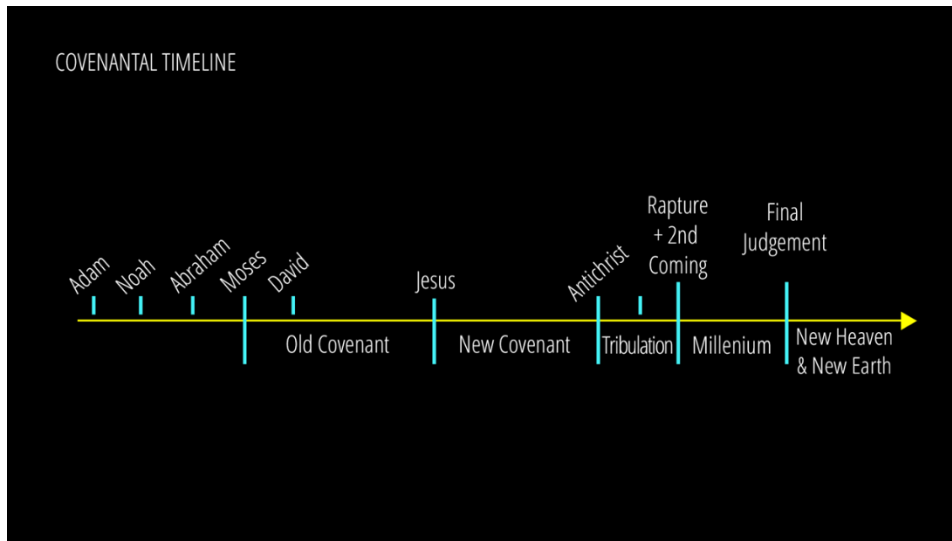 COVENANTAL TIMELINE
Adam
Noah
Abraham
Moses
David
Jesus
Antichrist
Rapture
+ 2nd
Coming
Final
Judgement
Old Covenant
New Covenant
Tribulation
Millenium
New Heaven
& New Earth